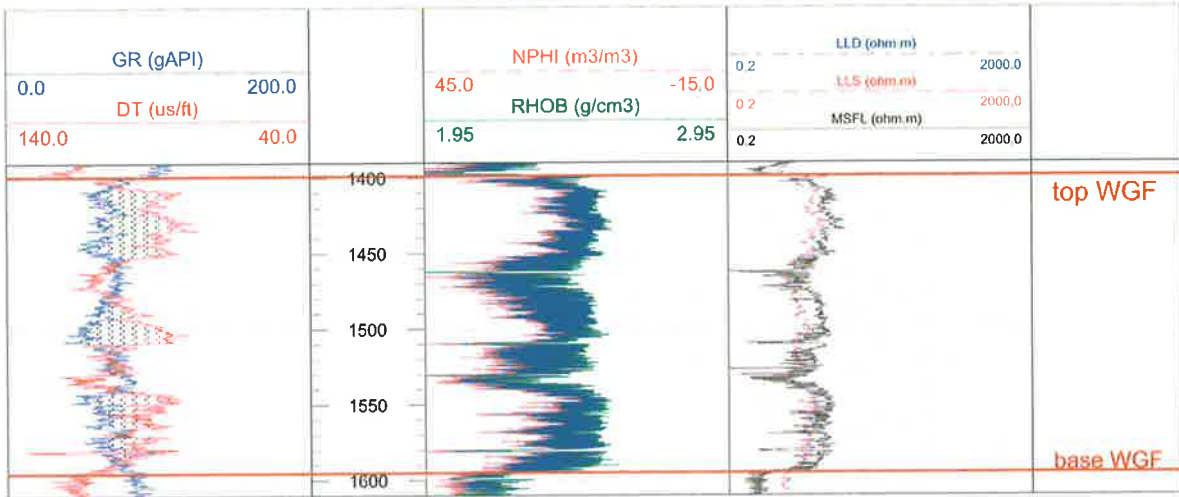 GR (gAPI)
0.0 200.0
DT (us/ft)
140.0 40.0
NPHI (m3/m3)
45.0 -15,0
RHOB (g/cm3)
1.95 2.95
LLD (ohm.m)
0.2 2000.0
LLS (ohm.m)
0.2 2000,0
MSFL (ohm.m)
0.2 2000,0
1400
top WGF
1450
1500
1550
base WGF
1600